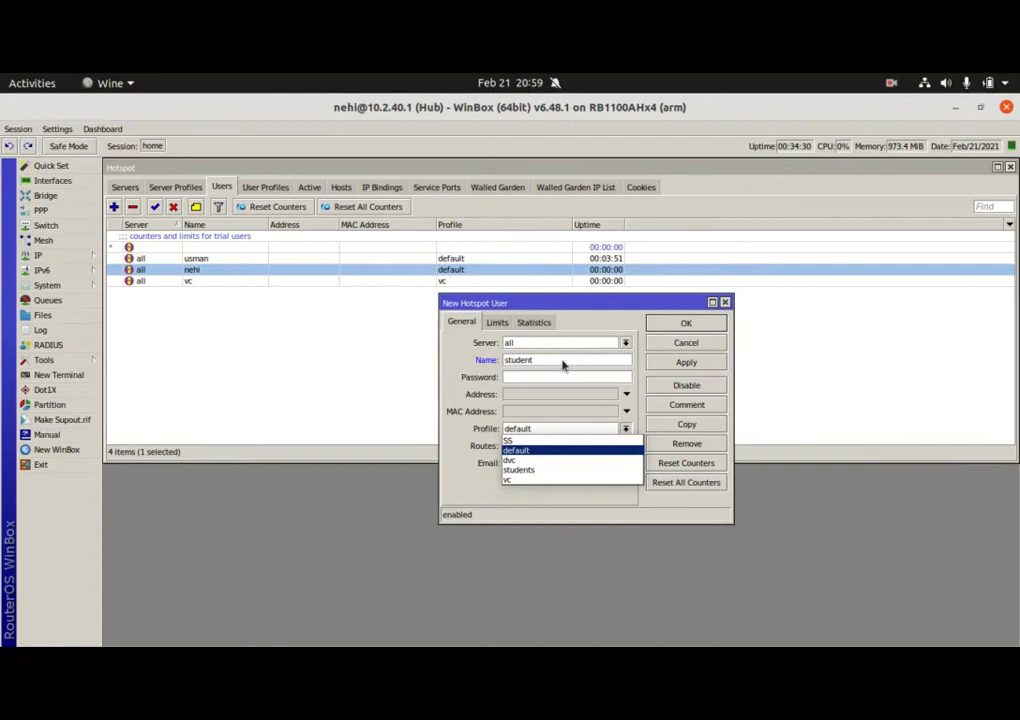 Activities Wine Feb 21 20:59
nehi@10.2.40.1 (Hub) - WinBox (64bit) v6.48.1 on RB1100AHx4 (arm)
Session Settings Dashboard
Safe Mode Session: home Uptime: 00:34:30 CPU: 0% Memory: 973.4 MiB Date: Feb/21/2021
Quick Set
Interfaces
Bridge
PPP
Switch
Mesh
IP
IPv6
System
Queues
Files
Log
RADIUS
Tools
New Terminal
Dot1X
Partition
Make Supout.rif
Manual
New WinBox
Exit
RouterOS WinBox
Hotspot
Servers Server Profiles Users User Profiles Active Hosts IP Bindings Service Ports Walled Garden Walled Garden IP List Cookies
Reset Counters Reset All Counters Find
Server Name Address MAC Address Profile Uptime
;;; counters and limits for trial users
* 00:00:00
all usman default 00:03:51
all nehi default 00:00:00
all vc vc 00:00:00
4 items (1 selected)
New Hotspot User
General Limits Statistics
Server: all
Name: student
Password:
Address:
MAC Address:
Profile: default
Routes:
Email:
SS
default
dvc
students
vc
OK
Cancel
Apply
Disable
Comment
Copy
Remove
Reset Counters
Reset All Counters
enabled